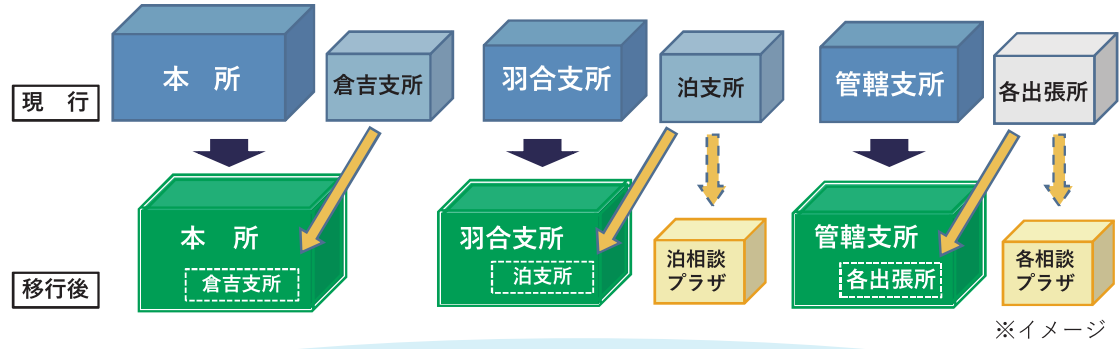 現　行
本　所
倉吉支所
羽合支所
泊支所
管轄支所
各出張所
移行後
本　所
倉吉支所
羽合支所
泊支所
泊相談
プラザ
管轄支所
各出張所
各相談
プラザ
※イメージ